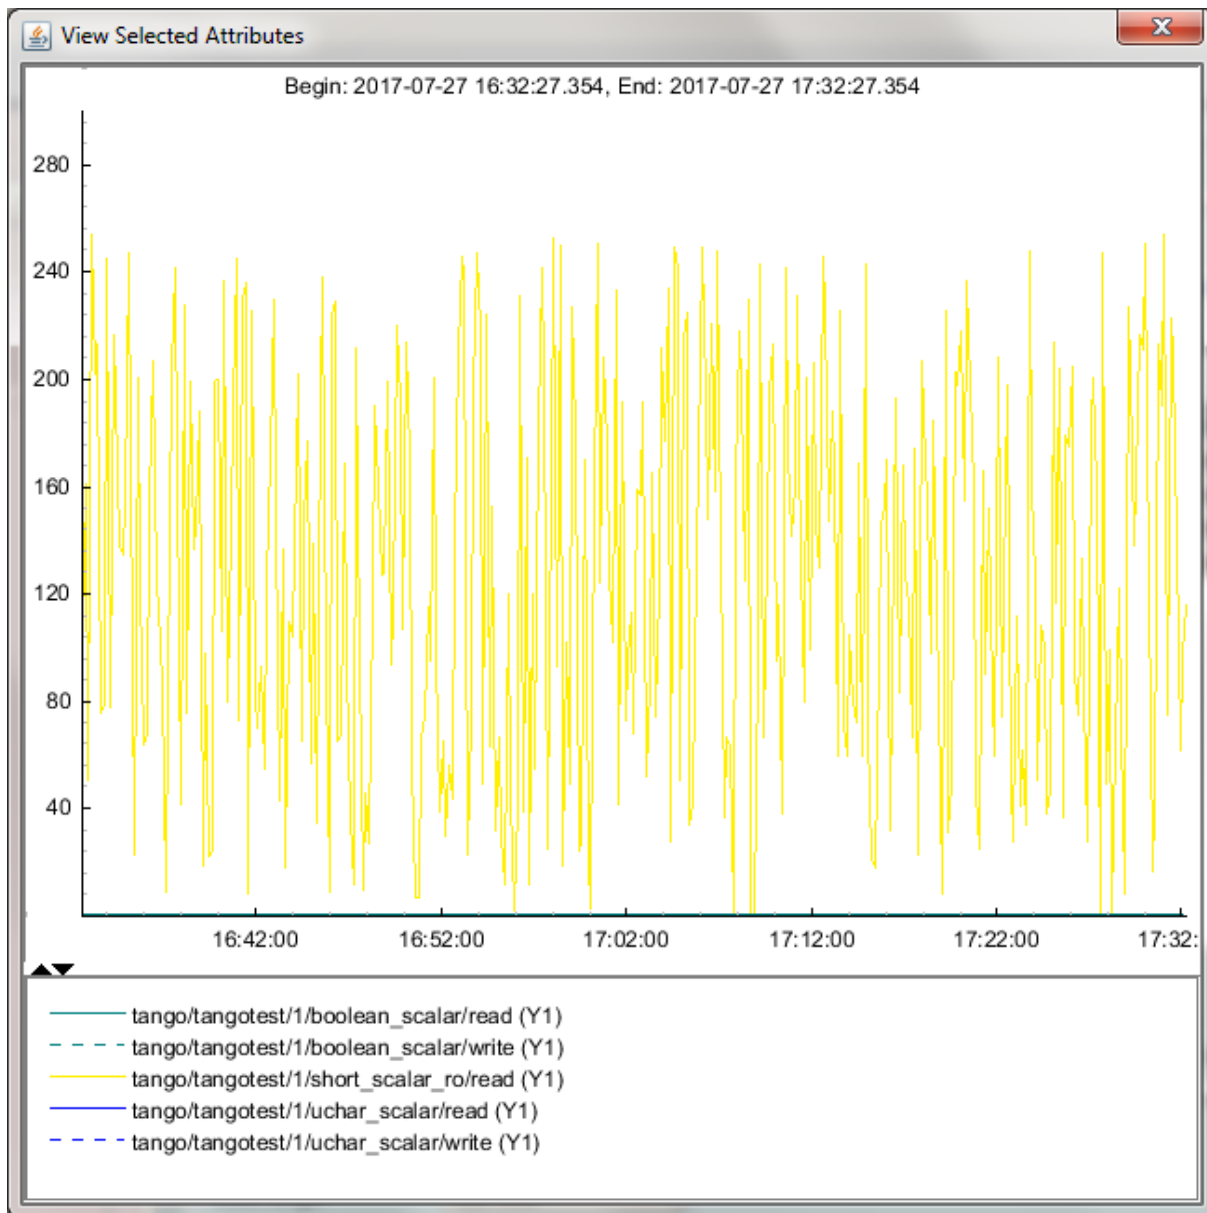 View Selected Attributes
Begin: 2017-07-27 16:32:27.354, End: 2017-07-27 17:32:27.354
280
240
200
160
120
80
40
16:42:00 16:52:00 17:02:00 17:12:00 17:22:00 17:32:
tango/tangotest/1/boolean_scalar/read (Y1)
tango/tangotest/1/boolean_scalar/write (Y1)
tango/tangotest/1/short_scalar_ro/read (Y1)
tango/tangotest/1/uchar_scalar/read (Y1)
tango/tangotest/1/uchar_scalar/write (Y1)